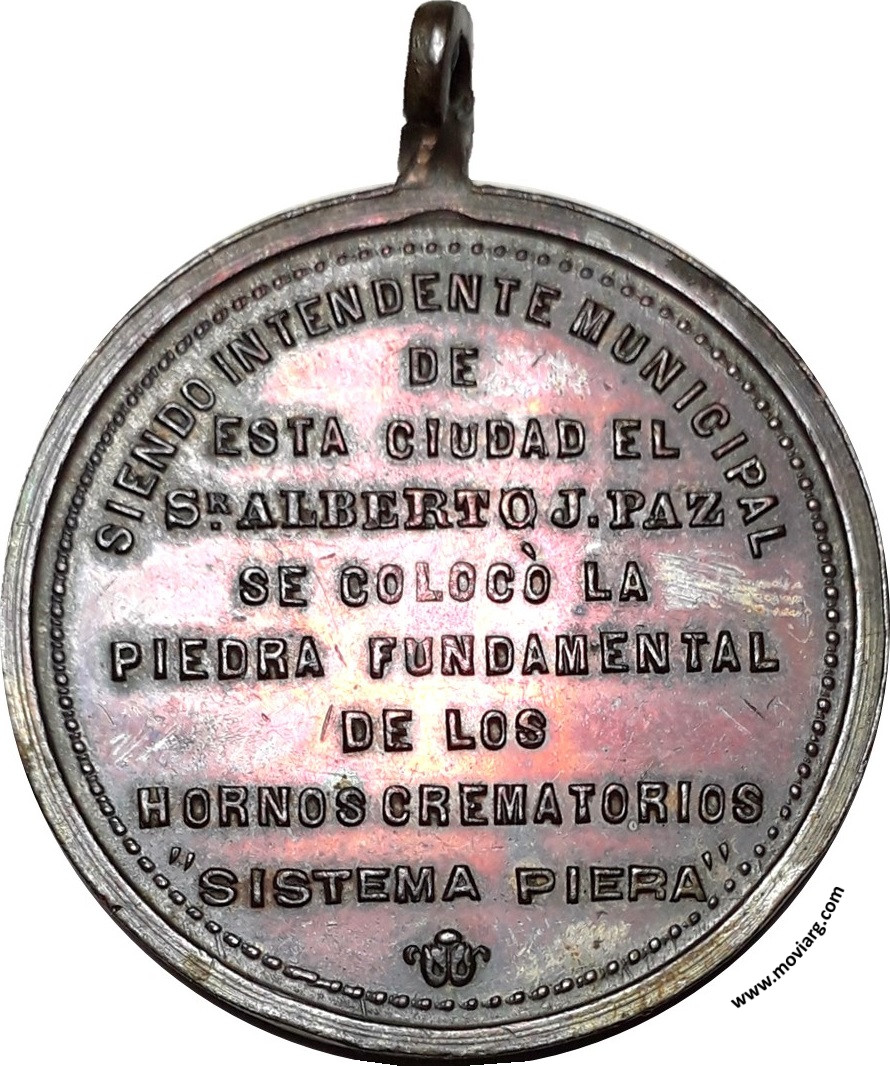 SIENDO INTENDENTE MUNICIPAL
DE
ESTA CIUDAD EL
SR ALBERTO J. PAZ
SE COLOCÒ LA
PIEDRA FUNDAMENTAL
DE LOS
HORNOS CREMATORIOS
"SISTEMA PIERA"
www.moviarg.com